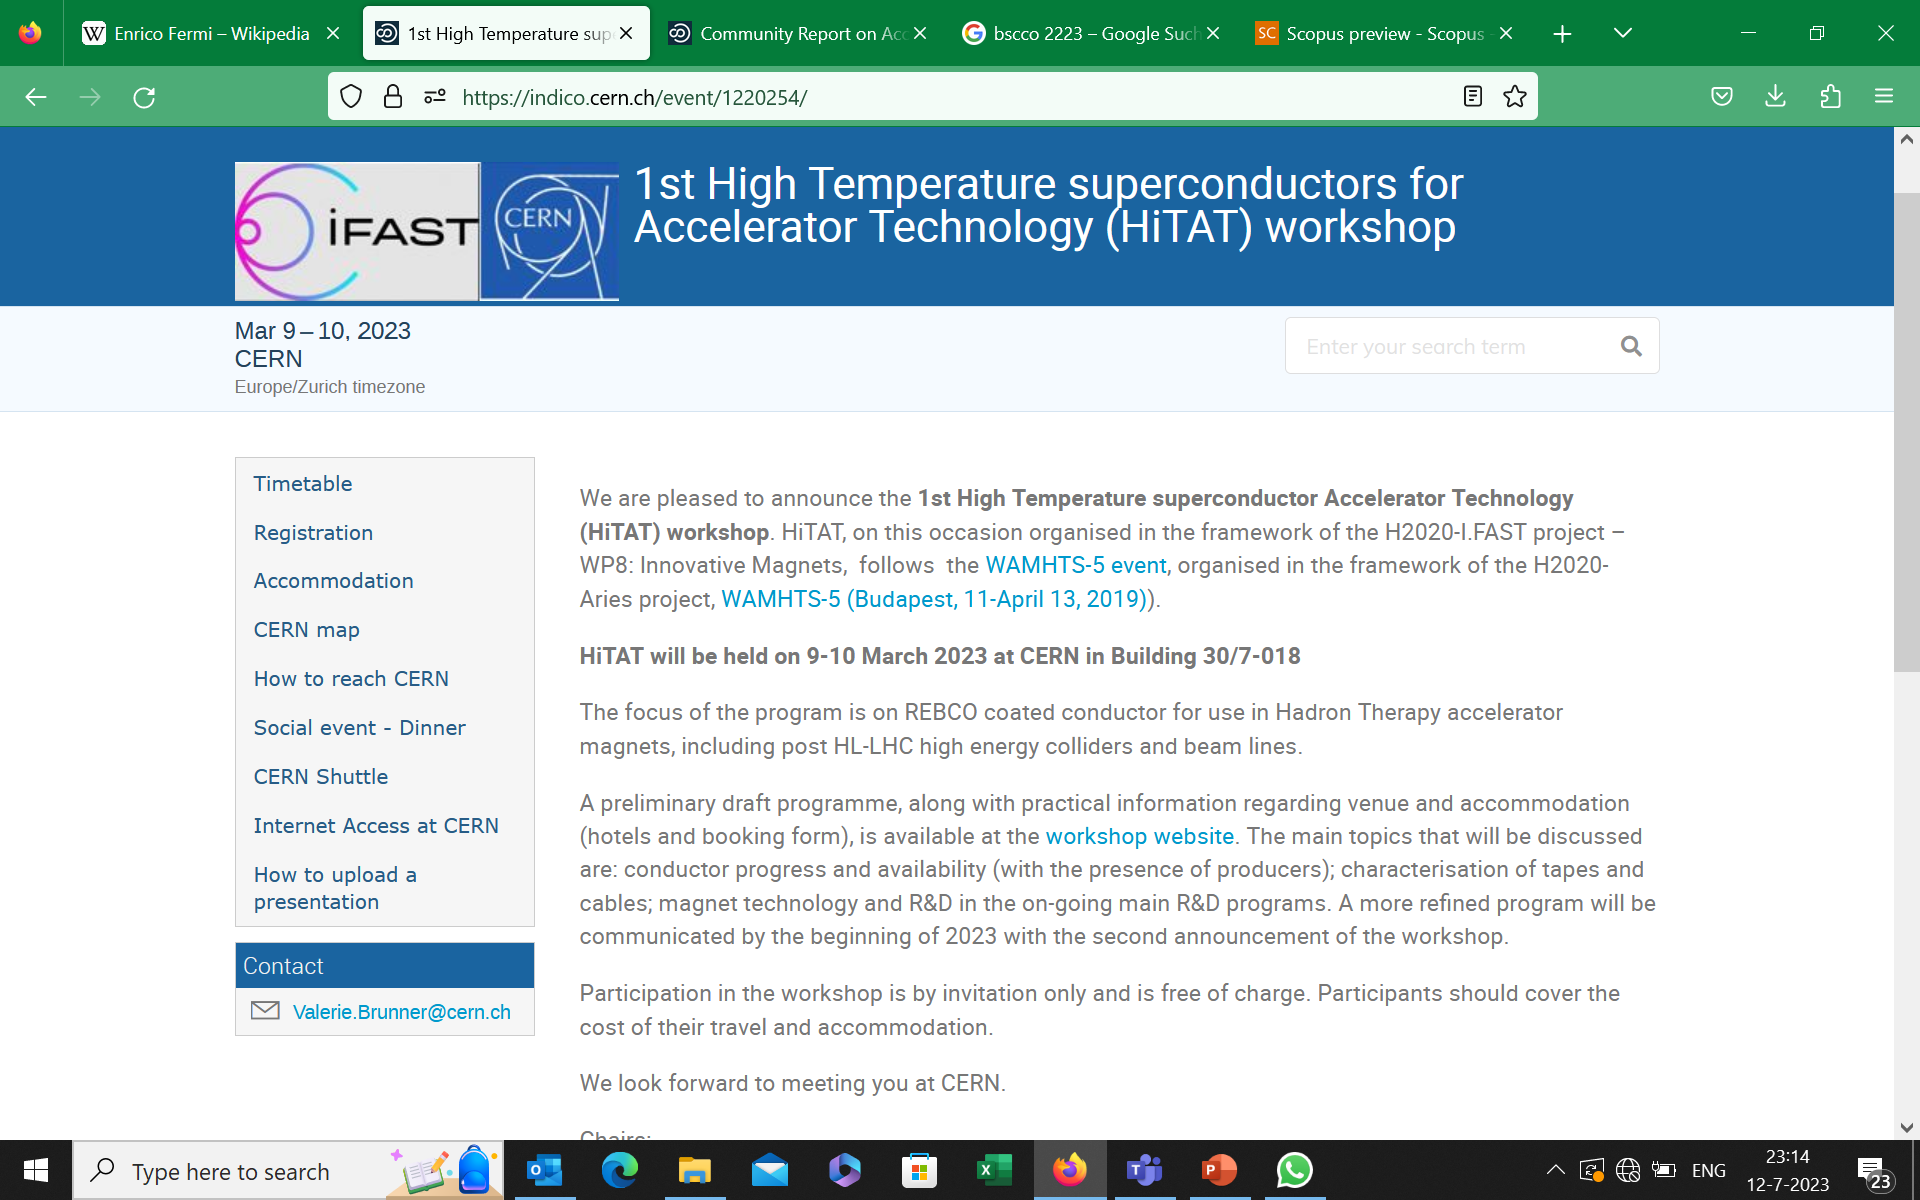 Enrico Fermi – Wikipedia
1st High Temperature sup
Community Report on Acc
bscco 2223 – Google Such
SC Scopus preview - Scopus -
https://indico.cern.ch/event/1220254/
iFAST
CERN
1st High Temperature superconductors for
Accelerator Technology (HiTAT) workshop
Mar 9 – 10, 2023
CERN
Europe/Zurich timezone
Enter your search term
Timetable
Registration
Accommodation
CERN map
How to reach CERN
Social event - Dinner
CERN Shuttle
Internet Access at CERN
How to upload a
presentation
Contact
Valerie.Brunner@cern.ch
We are pleased to announce the 1st High Temperature superconductor Accelerator Technology
(HiTAT) workshop. HiTAT, on this occasion organised in the framework of the H2020-I.FAST project –
WP8: Innovative Magnets, follows the WAMHTS-5 event, organised in the framework of the H2020-
Aries project, WAMHTS-5 (Budapest, 11-April 13, 2019)).
HiTAT will be held on 9-10 March 2023 at CERN in Building 30/7-018
The focus of the program is on REBCO coated conductor for use in Hadron Therapy accelerator
magnets, including post HL-LHC high energy colliders and beam lines.
A preliminary draft programme, along with practical information regarding venue and accommodation
(hotels and booking form), is available at the workshop website. The main topics that will be discussed
are: conductor progress and availability (with the presence of producers); characterisation of tapes and
cables; magnet technology and R&D in the on-going main R&D programs. A more refined program will be
communicated by the beginning of 2023 with the second announcement of the workshop.
Participation in the workshop is by invitation only and is free of charge. Participants should cover the
cost of their travel and accommodation.
We look forward to meeting you at CERN.
Chairs:
Type here to search
ENG
23:14
12-7-2023
23